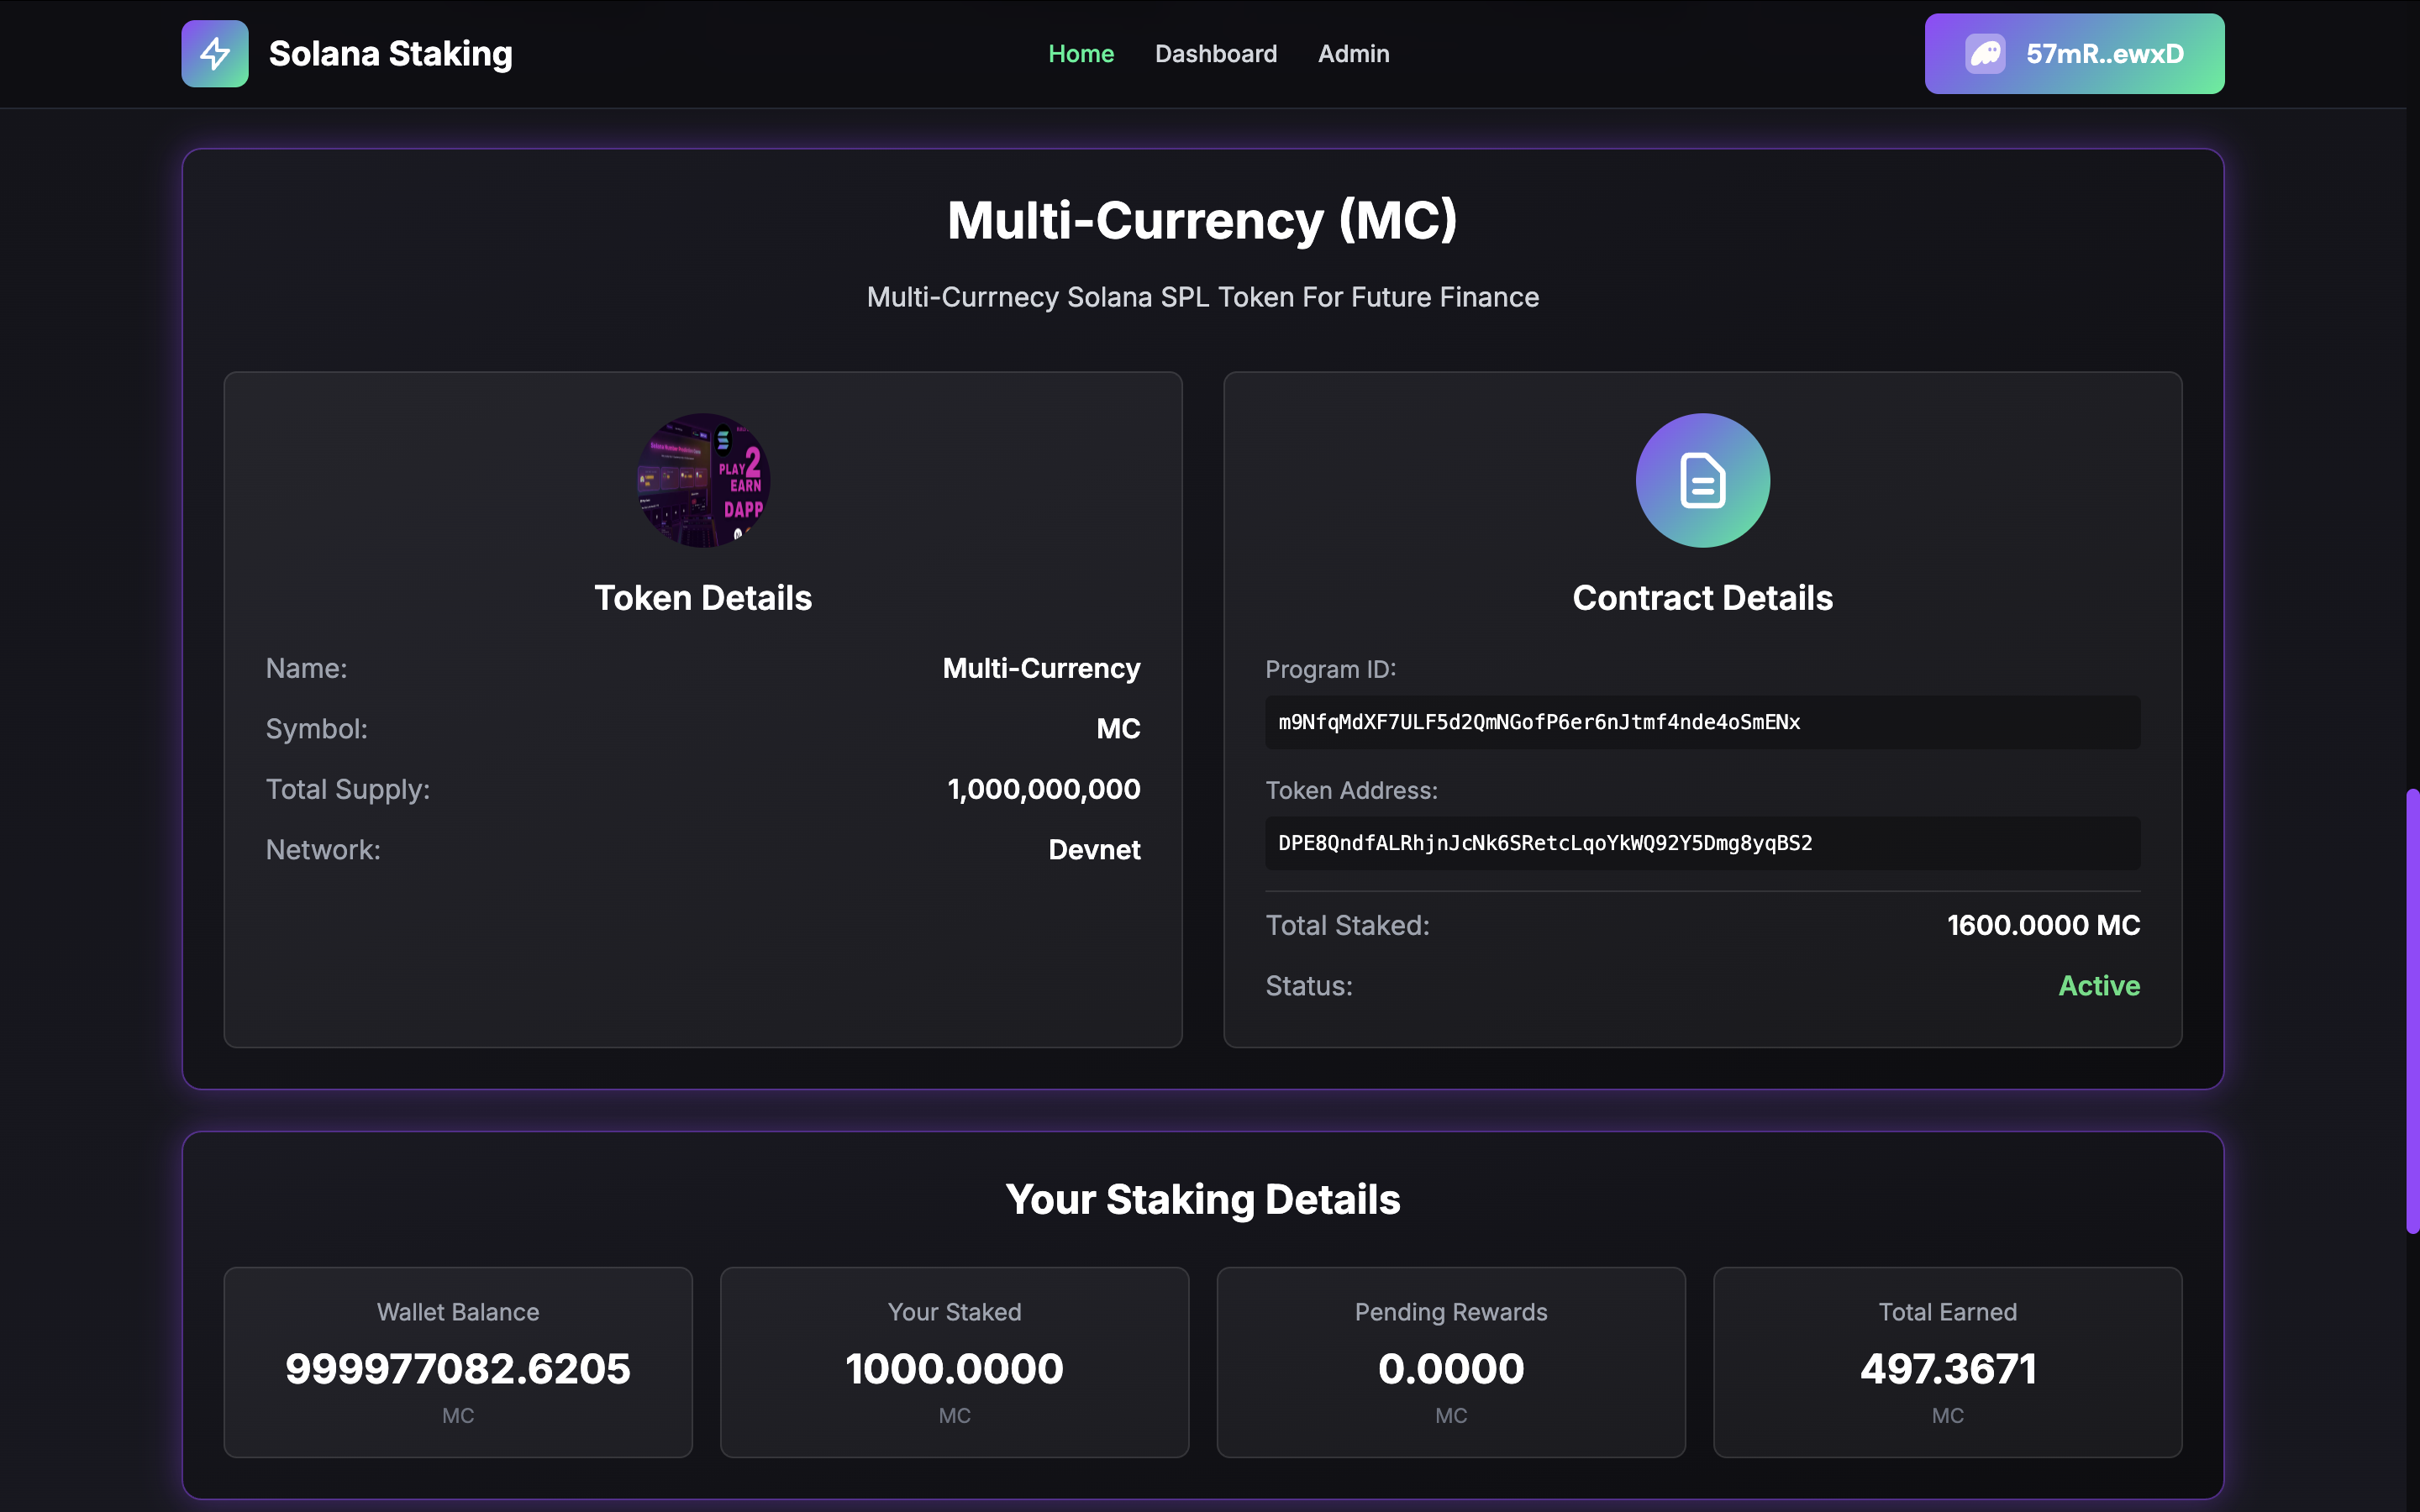 Solana Staking
Home
Dashboard
Admin
57mR..ewxD
Multi-Currency (MC)
Multi-Currnecy Solana SPL Token For Future Finance
PLAY 2
EARN
DAPP
Token Details
Name:
Multi-Currency
Symbol:
MC
Total Supply:
1,000,000,000
Network:
Devnet
Contract Details
Program ID:
m9NfqMdXF7ULF5d2QmNGofP6er6nJtmf4nde4oSmENx
Token Address:
DPE8QndfALRhjnJcNk6SRetcLqoYkWQ92Y5Dmg8yqBS2
Total Staked:
1600.0000 MC
Status:
Active
Your Staking Details
Wallet Balance
999977082.6205
MC
Your Staked
1000.0000
MC
Pending Rewards
0.0000
MC
Total Earned
497.3671
MC